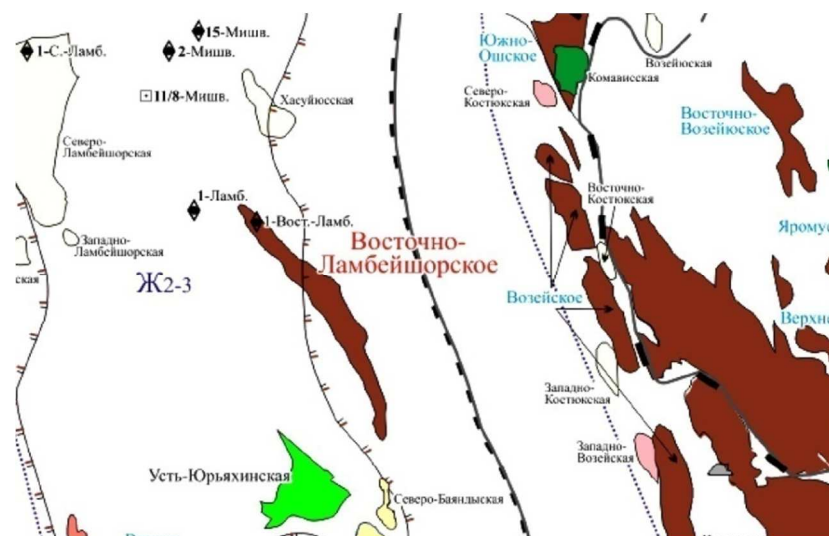 1-С.-Ламб.
15-Мишв.
2-Мишв.
11/8-Мишв.
Хасуйюсская
Северо-
Ламбейшорская
1-Ламб.
1-Вост.-Ламб.
Западно-
Ламбейшорская
ская
Ж2-3
Восточно-
Ламбейшорское
Усть-Юрьяхинская
Северо-Баяндыская
Южно-
Ошское
Северо-
Костюкская
Комависская
Возейюская
Восточно-
Возейюское
Восточно-
Костюкская
Возейское
Западно-
Костюкская
Западно-
Возейская
Яромус
Верхне